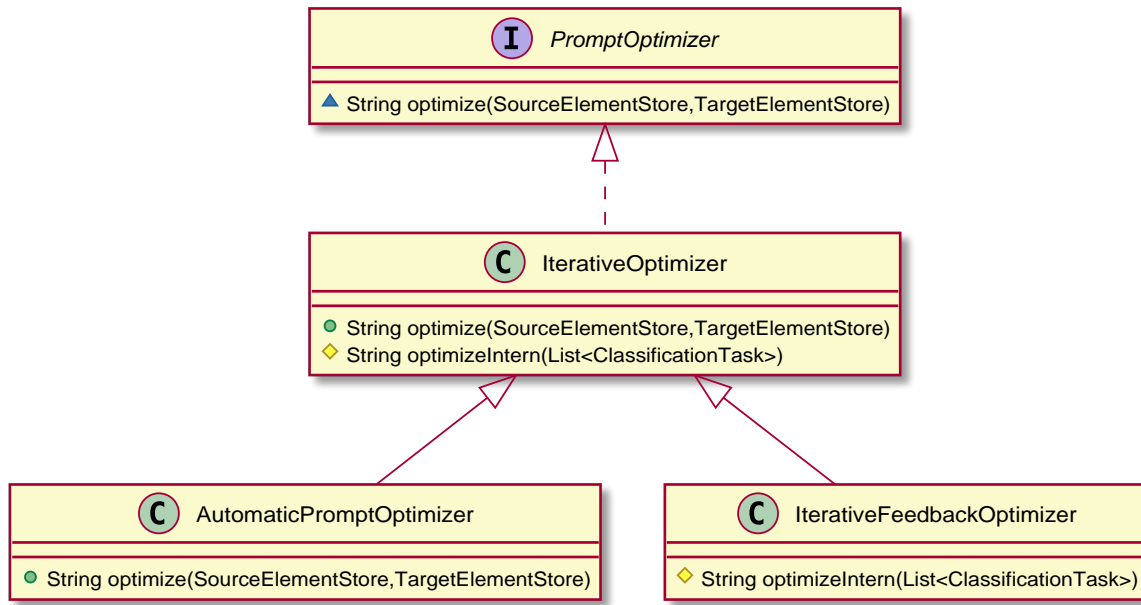 I PromptOptimizer
String optimize(SourceElementStore,TargetElementStore)
C IterativeOptimizer
String optimize(SourceElementStore,TargetElementStore)
String optimizeIntern(List<ClassificationTask>)
C AutomaticPromptOptimizer
String optimize(SourceElementStore,TargetElementStore)
C IterativeFeedbackOptimizer
String optimizeIntern(List<ClassificationTask>)